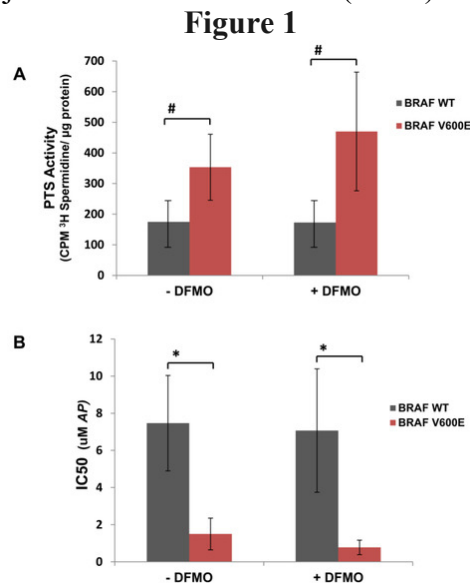 Figure 1
A
700
600
500
400
300
200
100
0
PTS Activity
(CPM ³H Spermidine/ µg protein)
#
#
BRAF WT
BRAF V600E
- DFMO
+ DFMO
B
12
10
8
6
4
2
0
IC50 (uM AP)
*
*
BRAF WT
BRAF V600E
- DFMO
+ DFMO